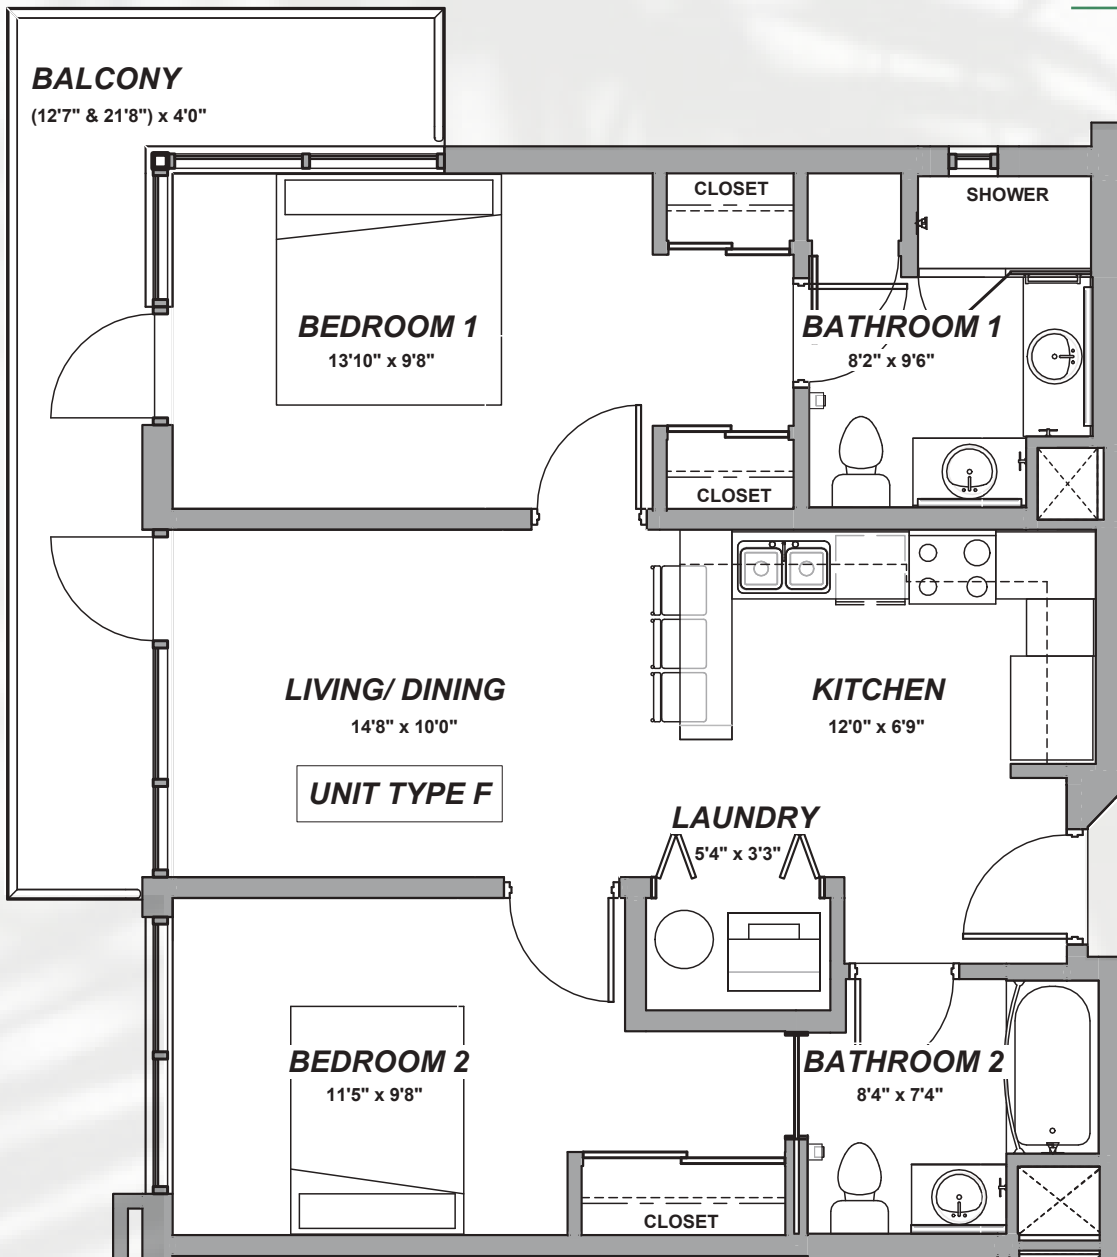 BALCONY
(12'7" & 21'8") x 4'0"
CLOSET
SHOWER
BEDROOM 1
13'10" x 9'8"
BATHROOM 1
8'2" x 9'6"
CLOSET
LIVING/ DINING
14'8" x 10'0"
KITCHEN
12'0" x 6'9"
UNIT TYPE F
LAUNDRY
5'4" x 3'3"
BEDROOM 2
11'5" x 9'8"
BATHROOM 2
8'4" x 7'4"
CLOSET